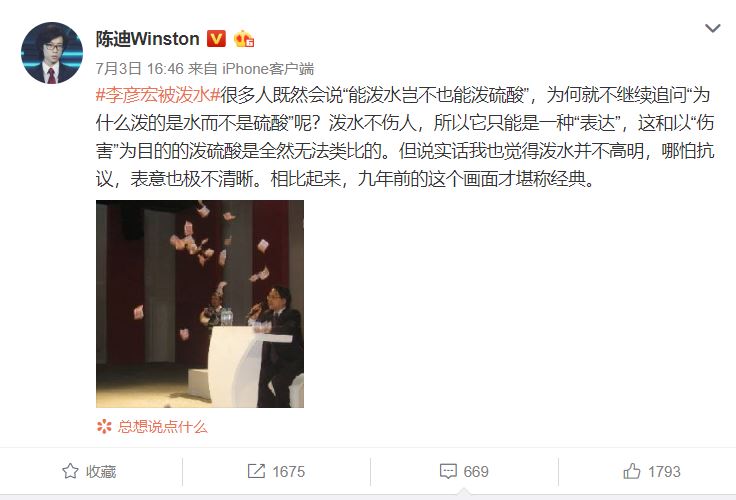 陈迪Winston
7月3日 16:46 来自 iPhone客户端
#李彦宏被泼水#很多人既然会说“能泼水岂不也能泼硫酸”，为何就不继续追问“为
什么泼的是水而不是硫酸”呢？泼水不伤人，所以它只能是一种“表达”，这和以“伤
害”为目的的泼硫酸是全然无法类比的。但说实话我也觉得泼水并不高明，哪怕抗
议，表意也极不清晰。相比起来，九年前的这个画面才堪称经典。
总想说点什么
收藏 1675 669 1793